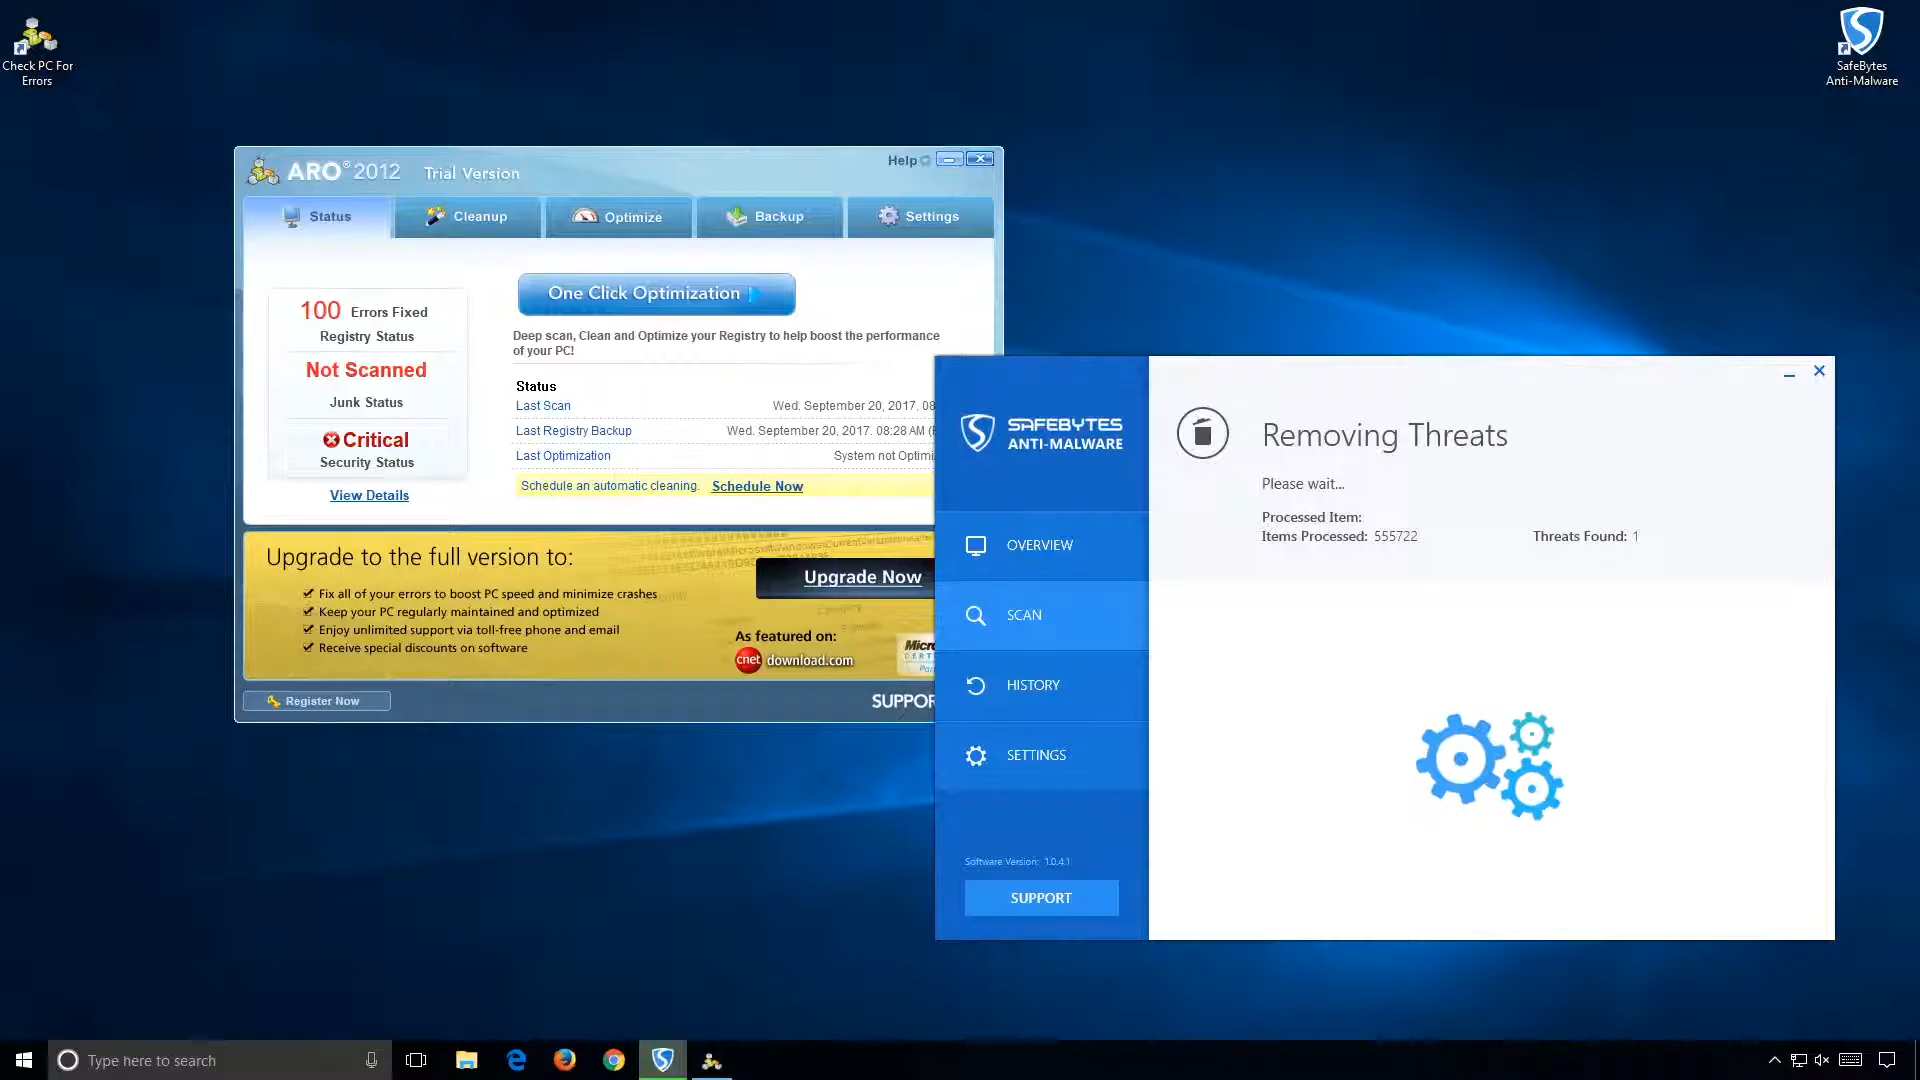 Check PC For
Errors
SafeBytes
Anti-Malware
ARO® 2012 Trial Version
Help
Status
Cleanup
Optimize
Backup
Settings
100 Errors Fixed
Registry Status
Not Scanned
Junk Status
Critical
Security Status
View Details
One Click Optimization
Deep scan, Clean and Optimize your Registry to help boost the performance
of your PC!
Status
Last Scan Wed. September 20, 2017. 08
Last Registry Backup Wed. September 20, 2017. 08:28 AM
Last Optimization System not Optimi
Schedule an automatic cleaning. Schedule Now
Upgrade to the full version to:
Fix all of your errors to boost PC speed and minimize crashes
Keep your PC regularly maintained and optimized
Enjoy unlimited support via toll-free phone and email
Receive special discounts on software
Upgrade Now
As featured on:
cnet download.com
Micro
CERT
Register Now
SUPPOR
SAFEBYTES
ANTI-MALWARE
OVERVIEW
SCAN
HISTORY
SETTINGS
Software Version: 1.0.4.1
SUPPORT
Removing Threats
Please wait...
Processed Item:
Items Processed: 555722
Threats Found: 1
Type here to search